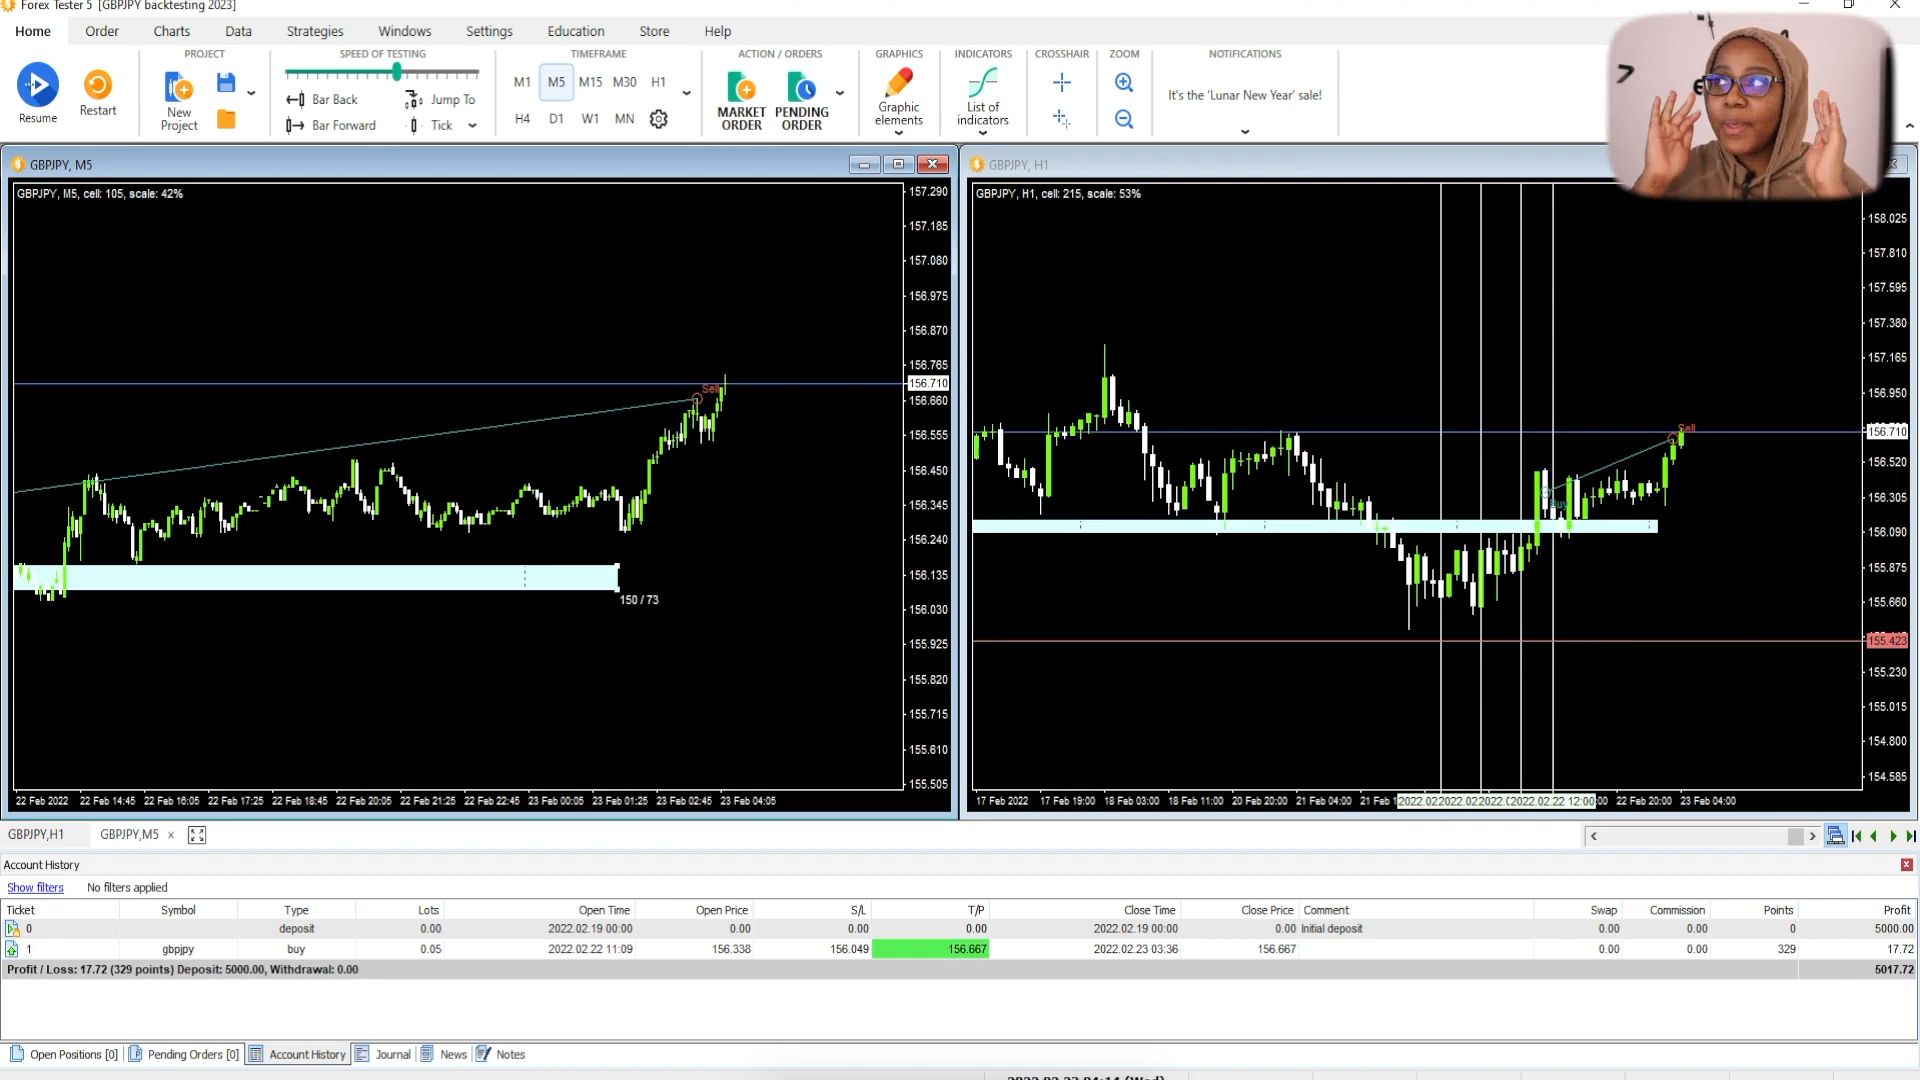 Forex Tester 5 [GBPJPY backtesting 2023]
Home Order Charts Data Strategies Windows Settings Education Store Help
PROJECT SPEED OF TESTING TIMEFRAME ACTION / ORDERS GRAPHICS INDICATORS CROSSHAIR ZOOM NOTIFICATIONS
Resume
Restart
New Project
Bar Back
Jump To
Bar Forward
Tick
M1 M5 M15 M30 H1
H4 D1 W1 MN
MARKET ORDER
PENDING ORDER
Graphic elements
List of indicators
It's the 'Lunar New Year' sale!
GBPJPY, M5
GBPJPY, M5, cell: 105, scale: 42%
157.290
157.185
157.080
156.975
156.870
156.765
156.710
156.660
156.555
156.450
156.345
156.240
156.135
156.030
155.925
155.820
155.715
155.610
155.505
Sell
150 / 73
22 Feb 2022 22 Feb 14:45 22 Feb 16:05 22 Feb 17:25 22 Feb 18:45 22 Feb 20:05 22 Feb 21:25 22 Feb 22:45 23 Feb 00:05 23 Feb 01:25 23 Feb 02:45 23 Feb 04:05
GBPJPY, H1
GBPJPY, H1, cell: 215, scale: 53%
158.025
157.810
157.595
157.380
157.165
156.950
156.710
156.520
156.305
156.090
155.875
155.660
155.423
155.230
155.015
154.800
154.585
Sell
Buy
17 Feb 2022 17 Feb 19:00 18 Feb 03:00 18 Feb 11:00 20 Feb 20:00 21 Feb 04:00 21 Feb 1 2022.02 2022.02 2022.0 2022.02.22 12:00 :00 22 Feb 20:00 23 Feb 04:00
GBPJPY,H1 GBPJPY,M5
Account History
Show filters No filters applied
Ticket Symbol Type Lots Open Time Open Price S/L T/P Close Time Close Price Comment Swap Commission Points Profit
0 deposit 0.00 2022.02.19 00:00 0.00 0.00 0.00 2022.02.19 00:00 0.00 Initial deposit 0.00 0.00 0 5000.00
1 gbpjpy buy 0.05 2022.02.22 11:09 156.338 156.049 156.667 2022.02.23 03:36 156.667 0.00 0.00 329 17.72
Profit / Loss: 17.72 (329 points) Deposit: 5000.00, Withdrawal: 0.00 5017.72
Open Positions [0] Pending Orders [0] Account History Journal News Notes